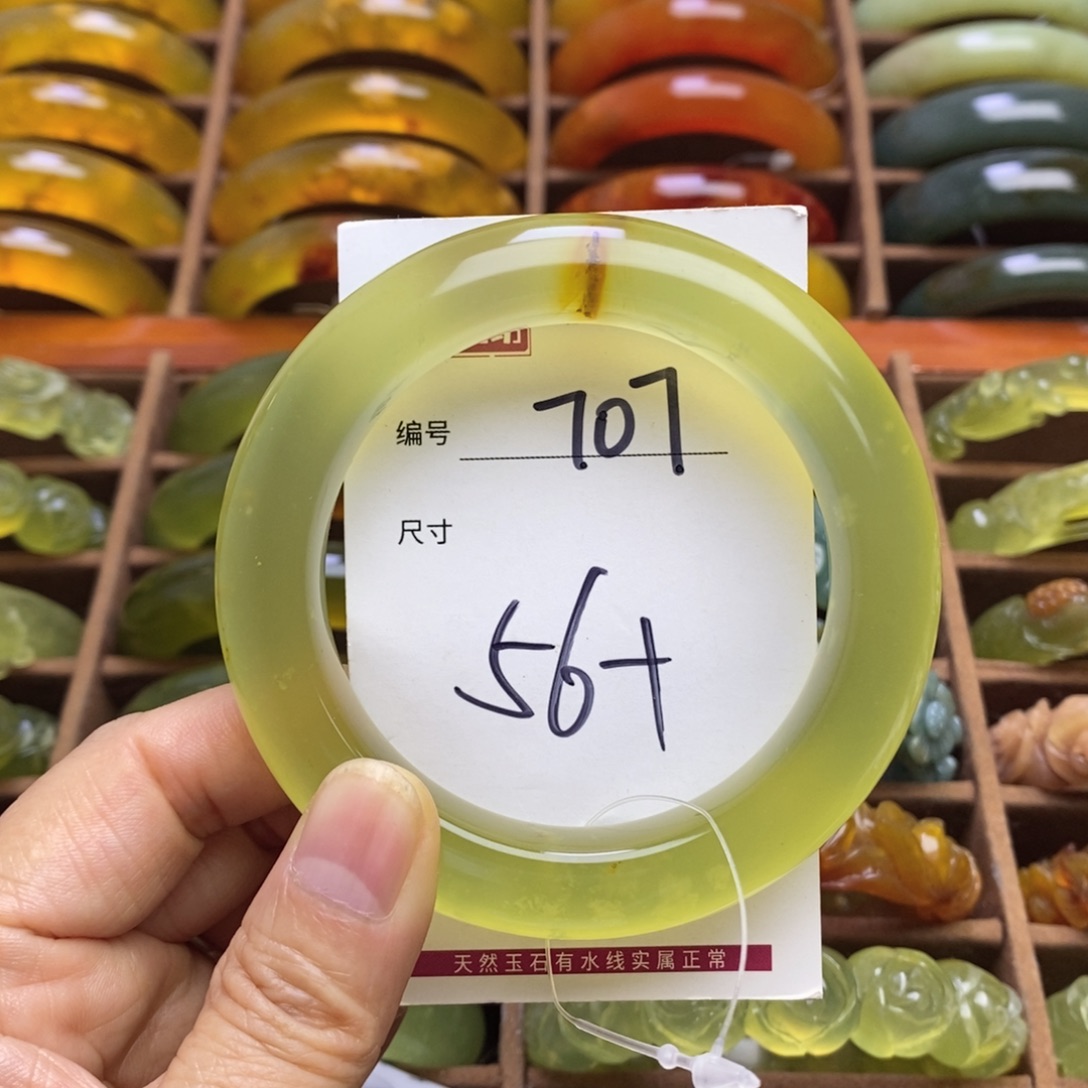 编号 707
尺寸
56+
天然玉石有水线实属正常